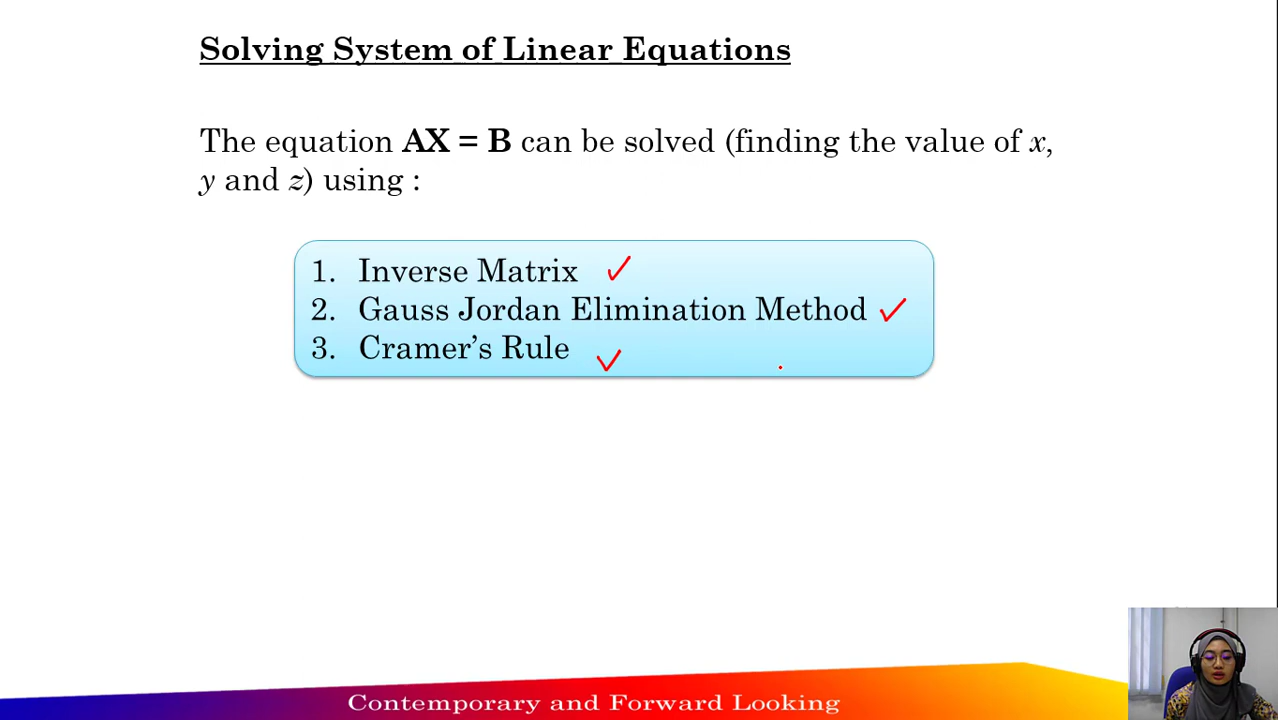 Solving System of Linear Equations
The equation AX = B can be solved (finding the value of x,
y and z) using :
1. Inverse Matrix
2. Gauss Jordan Elimination Method
3. Cramer’s Rule
Contemporary and Forward Looking